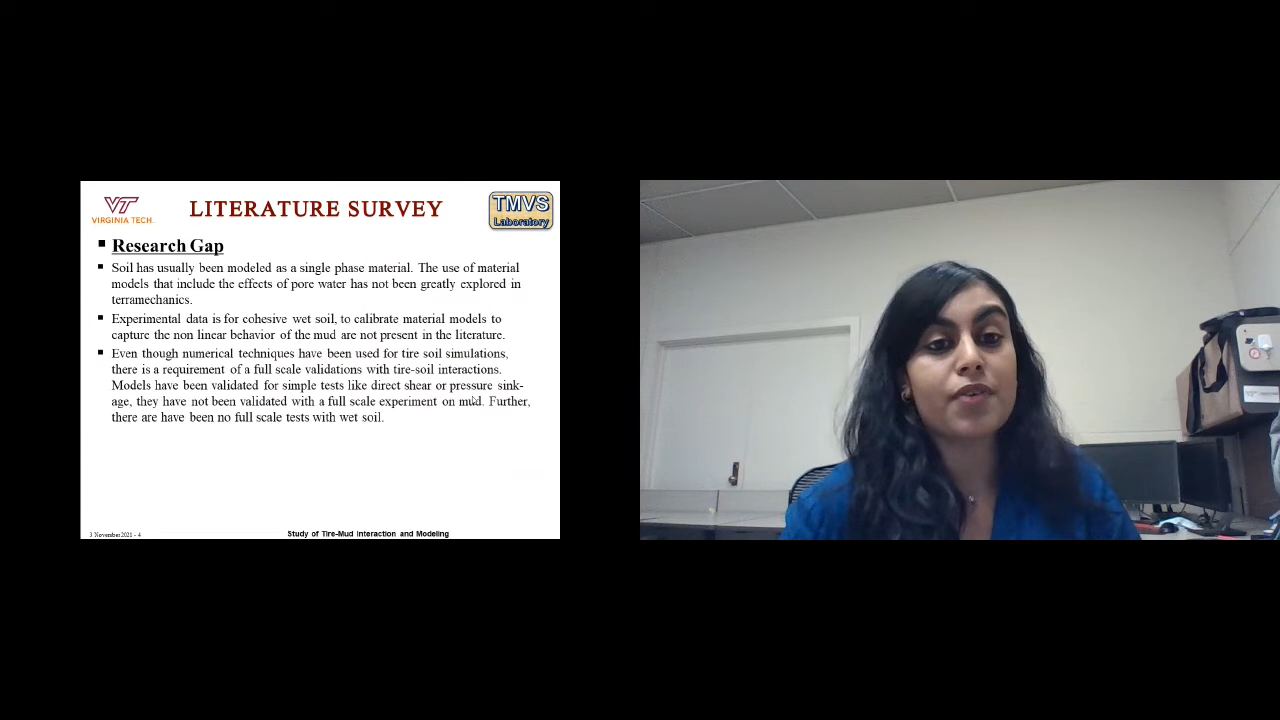 VT
VIRGINIA TECH.
LITERATURE SURVEY
TMVS
Laboratory
Research Gap
Soil has usually been modeled as a single phase material. The use of material
models that include the effects of pore water has not been greatly explored in
terramechanics.
Experimental data is for cohesive wet soil, to calibrate material models to
capture the non linear behavior of the mud are not present in the literature.
Even though numerical techniques have been used for tire soil simulations,
there is a requirement of a full scale validations with tire-soil interactions.
Models have been validated for simple tests like direct shear or pressure sink-
age, they have not been validated with a full scale experiment on mud. Further,
there are have been no full scale tests with wet soil.
3 November2021 - 4
Study of Tire-Mud Interaction and Modeling